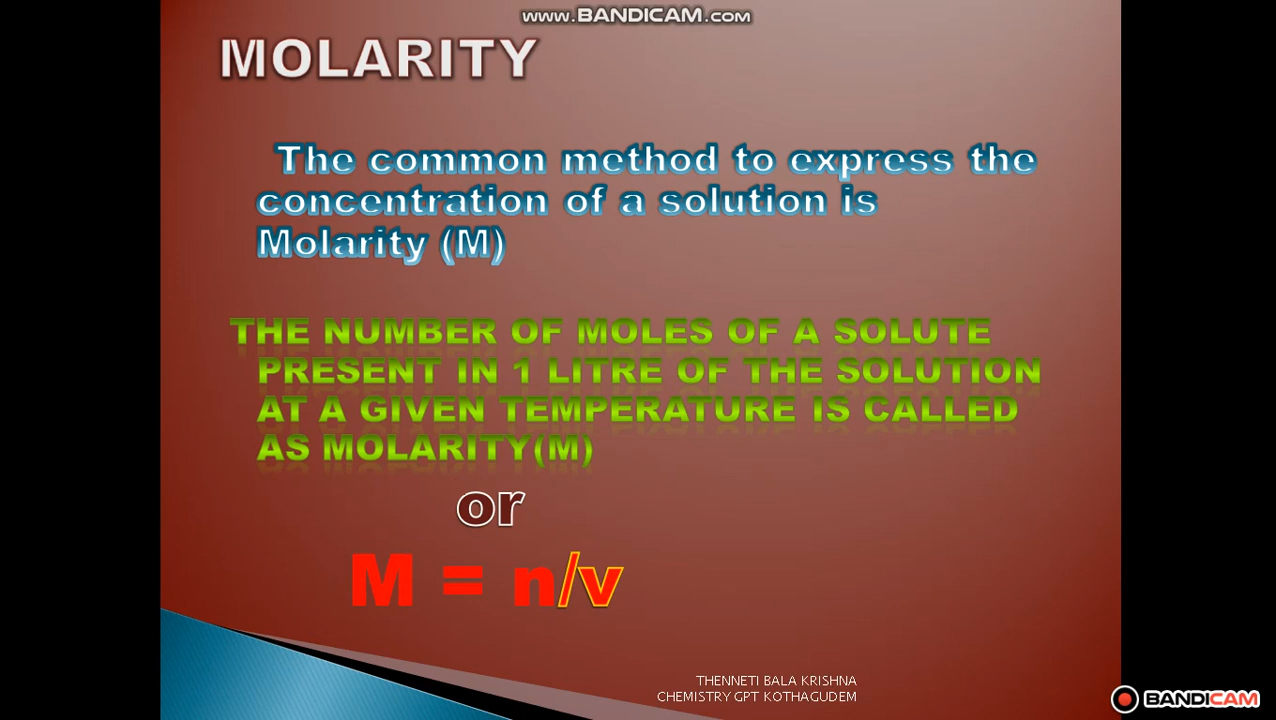 www.BANDICAM.com
MOLARITY
The common method to express the
concentration of a solution is
Molarity (M)
THE NUMBER OF MOLES OF A SOLUTE
PRESENT IN 1 LITRE OF THE SOLUTION
AT A GIVEN TEMPERATURE IS CALLED
AS MOLARITY(M)
or
M = n/v
THENNETI BALA KRISHNA
CHEMISTRY GPT KOTHAGUDEM
BANDICAM